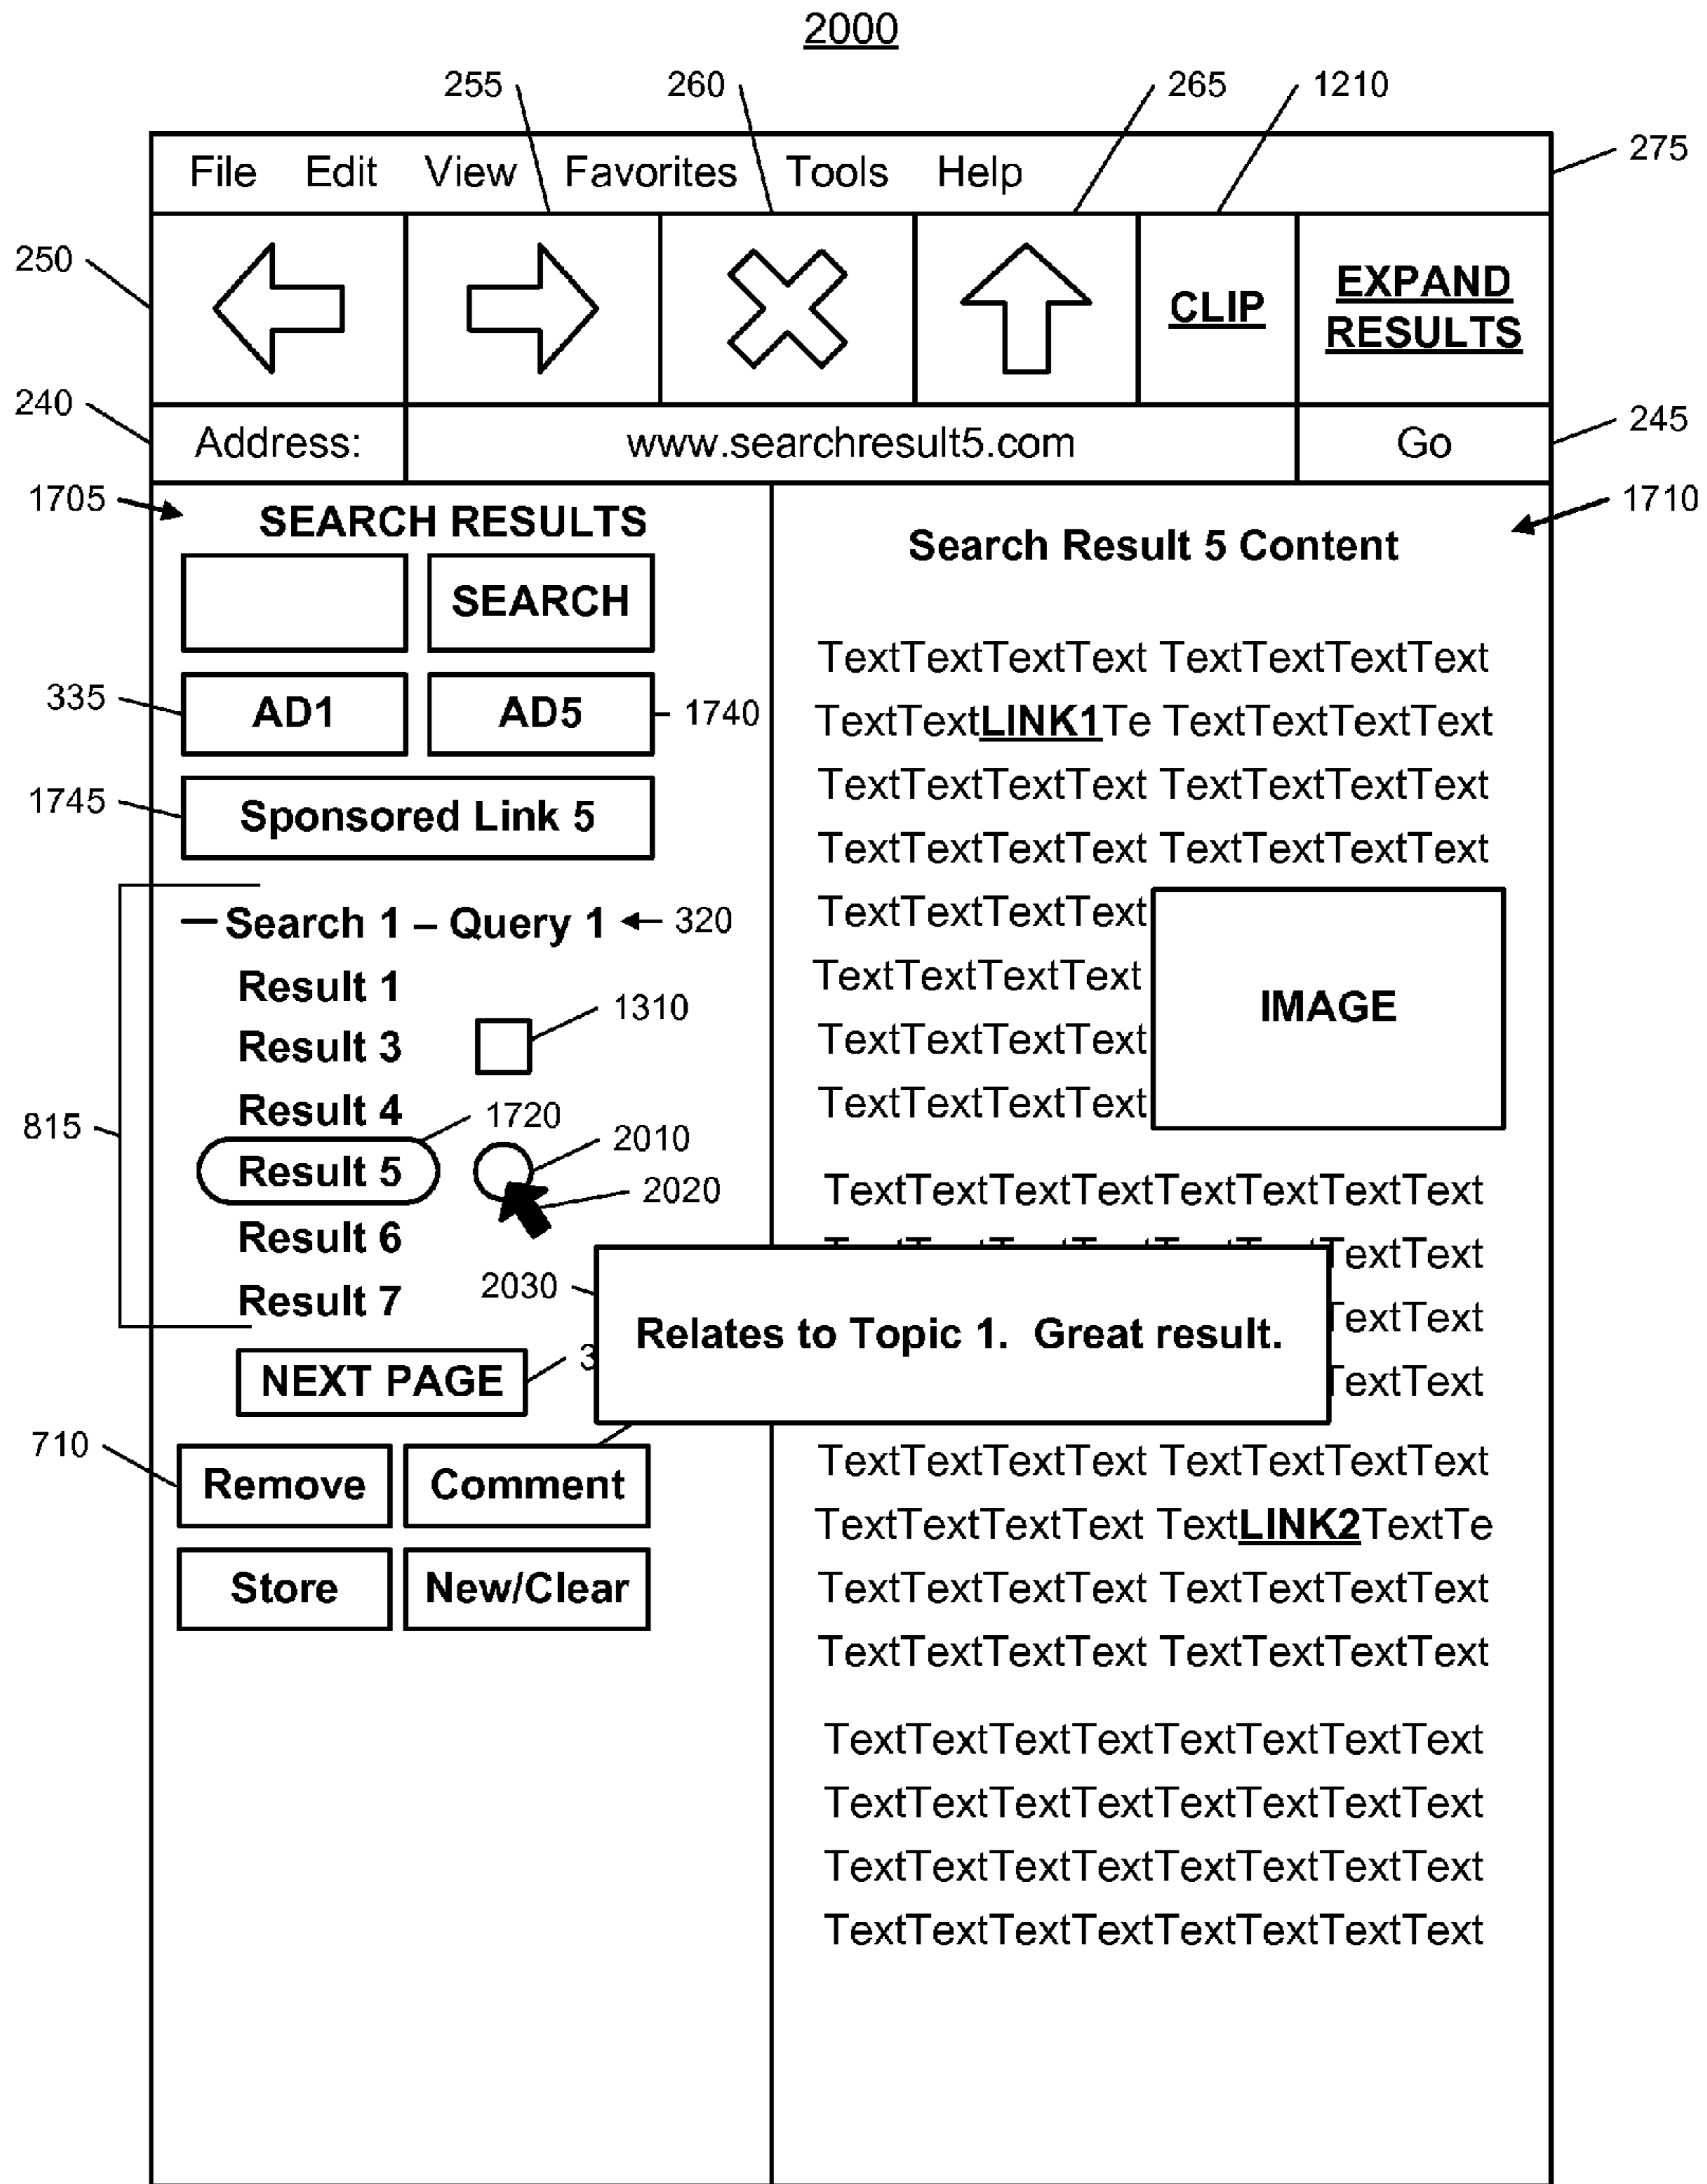 2000
255 260 265 1210
File Edit View Favorites Tools Help 275
250
CLIP
EXPAND
RESULTS
240 Address: www.searchresult5.com Go 245
1705 SEARCH RESULTS
SEARCH
335 AD1 AD5 1740
1745 Sponsored Link 5
815
— Search 1 – Query 1 320
Result 1
Result 3 1310
Result 4 1720
Result 5 2010
2020
Result 6
Result 7 2030
Relates to Topic 1. Great result.
NEXT PAGE 3
710 Remove Comment
Store New/Clear
1710
Search Result 5 Content
TextTextTextText TextTextTextText
TextTextLINK1Te TextTextTextText
TextTextTextText TextTextTextText
TextTextTextText TextTextTextText
TextTextTextText
TextTextTextText
TextTextTextText
TextTextTextText
IMAGE
TextTextTextTextTextTextTextText
TextText
TextText
TextText
TextTextTextText TextTextTextText
TextTextTextText TextLINK2TextTe
TextTextTextText TextTextTextText
TextTextTextText TextTextTextText
TextTextTextTextTextTextTextText
TextTextTextTextTextTextTextText
TextTextTextTextTextTextTextText
TextTextTextTextTextTextTextText